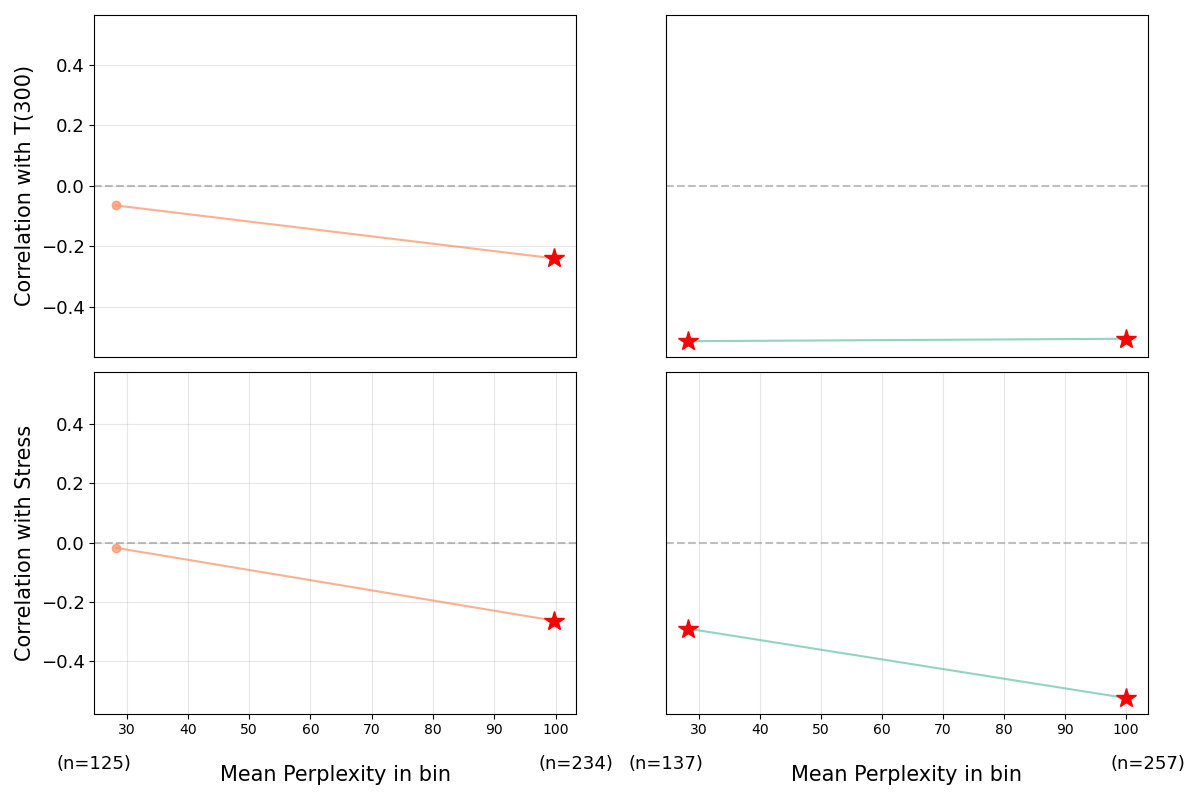 Correlation with T(300)
0.4
0.2
0.0
−0.2
−0.4
Correlation with Stress
0.4
0.2
0.0
−0.2
−0.4
30 40 50 60 70 80 90 100
30 40 50 60 70 80 90 100
(n=125) (n=234) (n=137) (n=257)
Mean Perplexity in bin
Mean Perplexity in bin